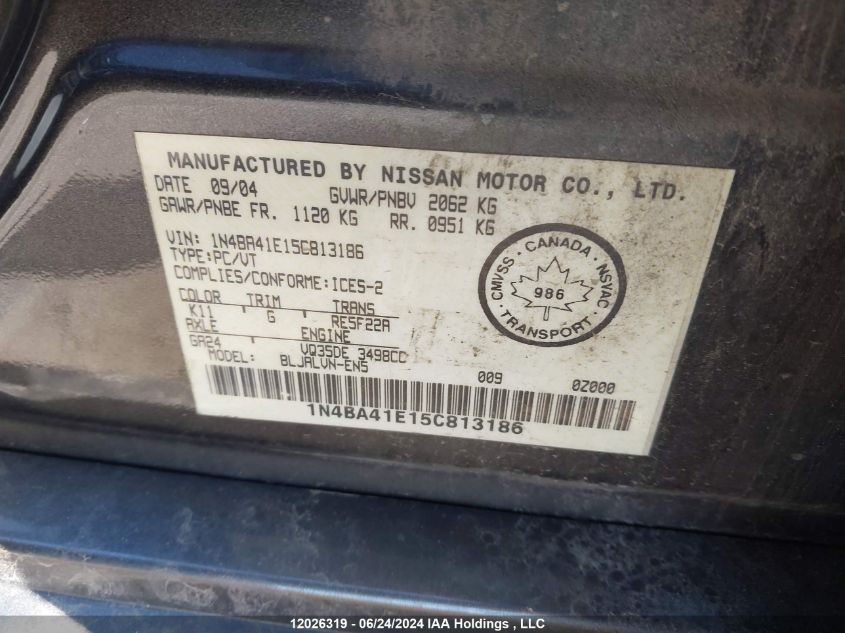 MANUFACTURED BY NISSAN MOTOR CO., LTD.
DATE 09/04 GVWR/PNBV 2062 KG
GAWR/PNBE FR. 1120 KG RR. 0951 KG
VIN: 1N4BA41E15C813186
TYPE:PC/VT
COMPLIES/CONFORME:ICES-2
COLOR TRIM TRANS
K11 G RE5F22A
AXLE ENGINE
GA24 VQ35DE 3498CC
MODEL: BLJALVN-EN5
009 0Z000
1N4BA41E15C813186
CMVSS · CANADA · NSVAC · TRANSPORT ·
986
12026319 - 06/24/2024 IAA Holdings , LLC